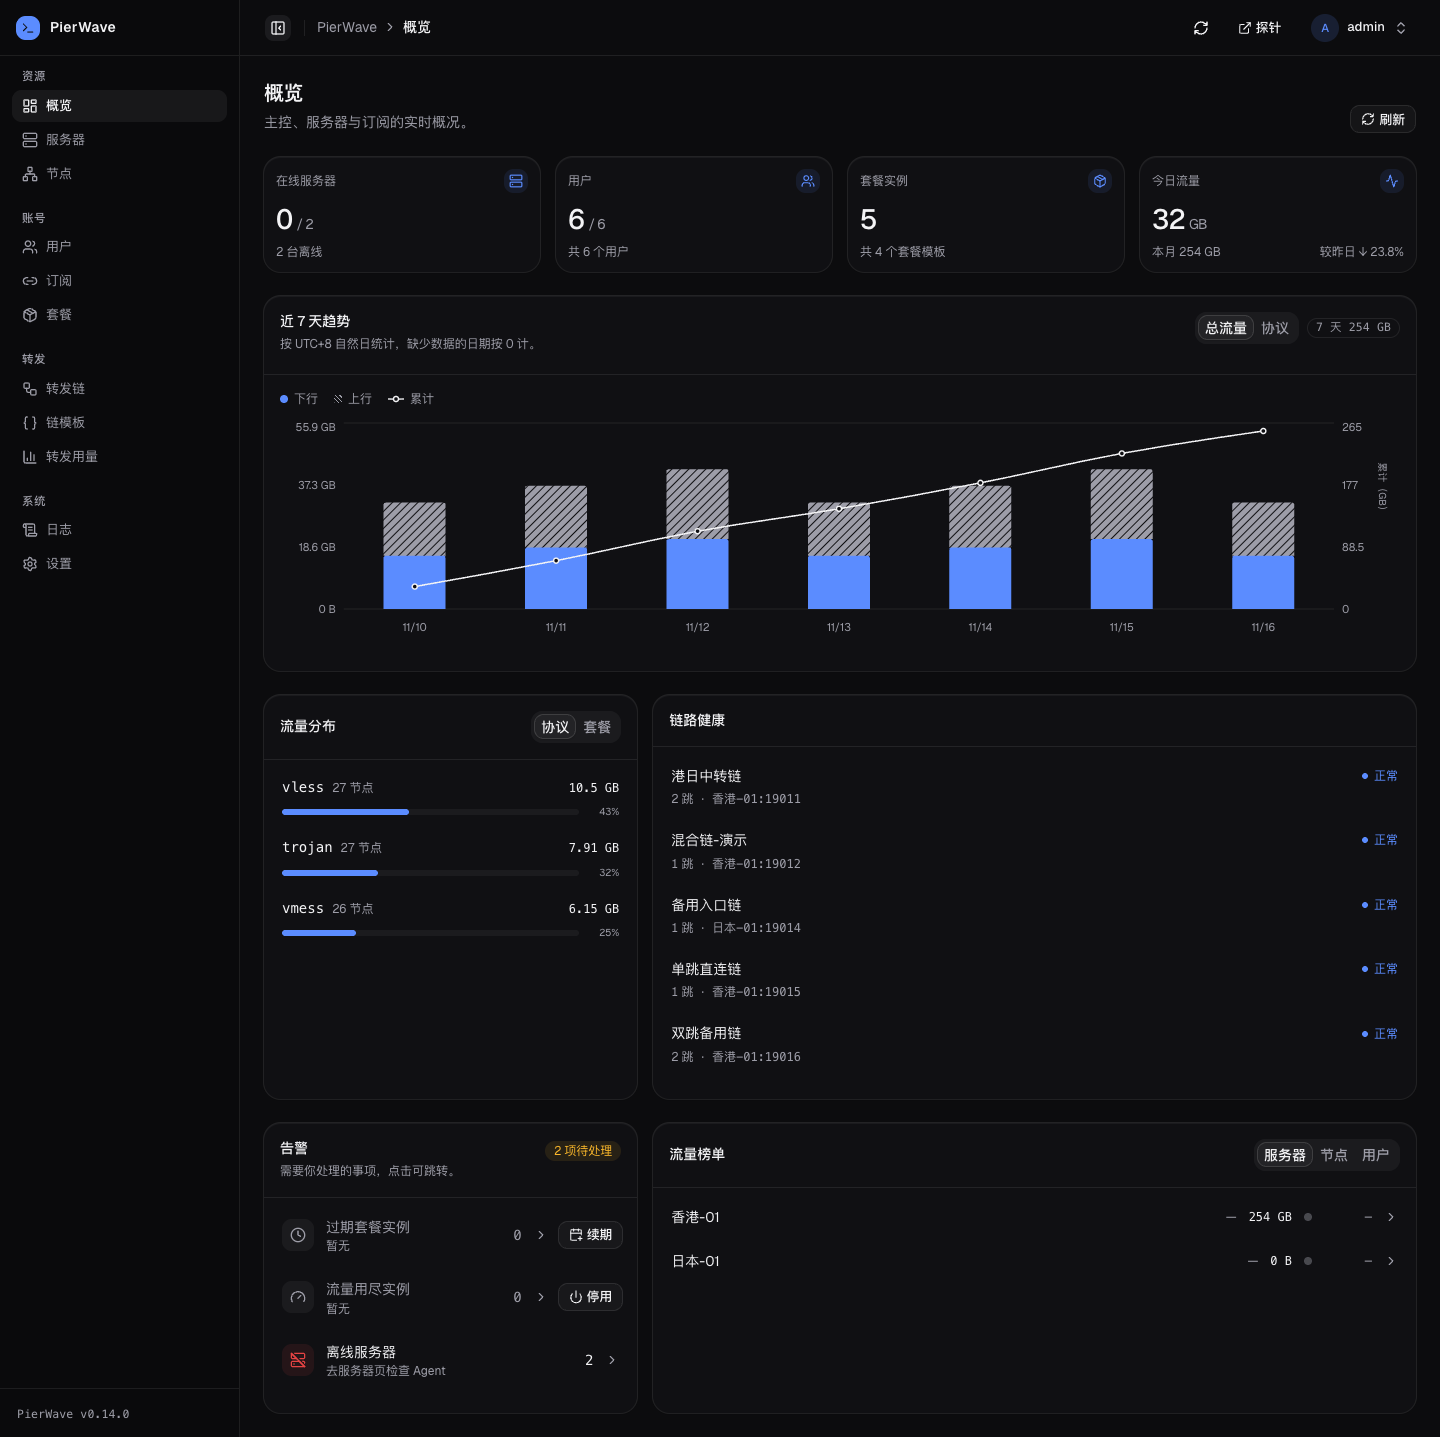 PierWave
资源
概览
服务器
节点
账号
用户
订阅
套餐
转发
转发链
链模板
转发用量
系统
日志
设置
PierWave v0.14.0
PierWave > 概览
探针
A admin
概览
主控、服务器与订阅的实时概况。
刷新
在线服务器
0 / 2
2 台离线
用户
6 / 6
共 6 个用户
套餐实例
5
共 4 个套餐模板
今日流量
32 GB
本月 254 GB 较昨日 ↓ 23.8%
近 7 天趋势
按 UTC+8 自然日统计，缺少数据的日期按 0 计。
总流量 协议 7 天 254 GB
下行 上行 累计
55.9 GB
37.3 GB
18.6 GB
0 B
265
177
88.5
0
累计 (GB)
11/10 11/11 11/12 11/13 11/14 11/15 11/16
流量分布
协议 套餐
vless 27 节点 10.5 GB
43%
trojan 27 节点 7.91 GB
32%
vmess 26 节点 6.15 GB
25%
链路健康
港日中转链 正常
2 跳 · 香港-01:19011
混合链-演示 正常
1 跳 · 香港-01:19012
备用入口链 正常
1 跳 · 日本-01:19014
单跳直连链 正常
1 跳 · 香港-01:19015
双跳备用链 正常
2 跳 · 香港-01:19016
告警
需要你处理的事项，点击可跳转。
2 项待处理
过期套餐实例
暂无
0 > 续期
流量用尽实例
暂无
0 > 停用
离线服务器
去服务器页检查 Agent
2 >
流量榜单
服务器 节点 用户
香港-01 — 254 GB – >
日本-01 — 0 B – >